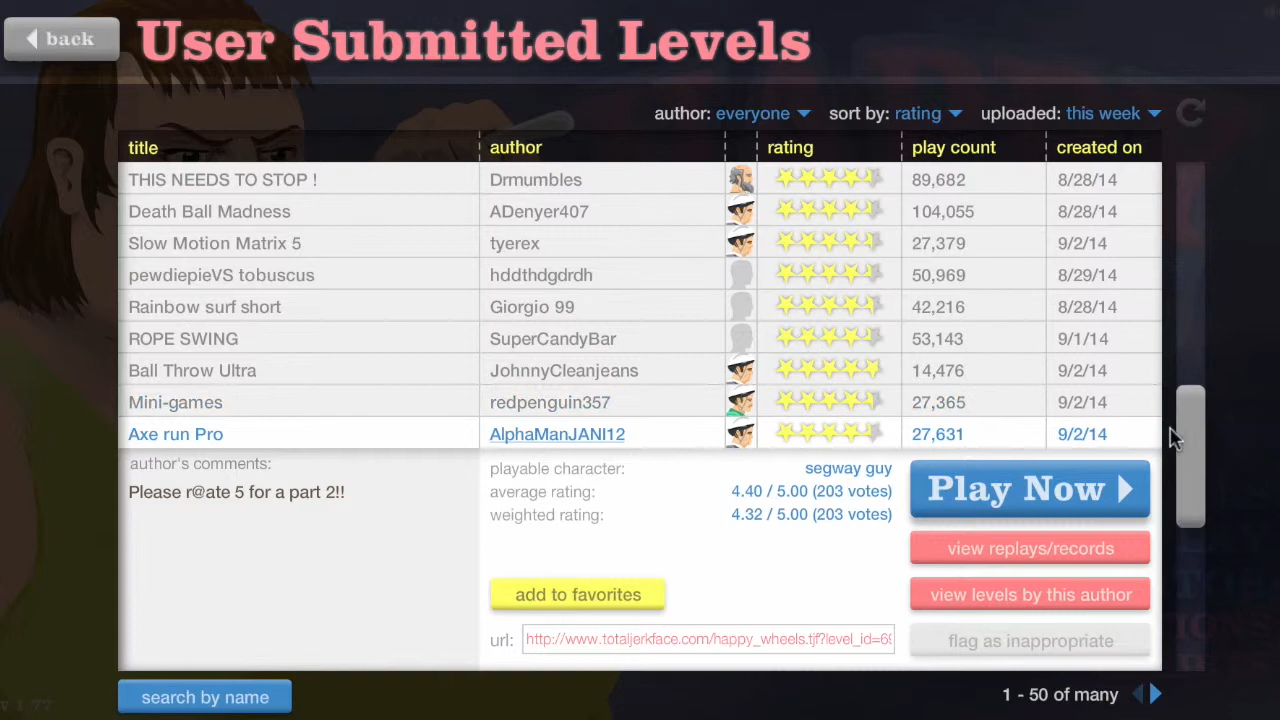 back
User Submitted Levels
author: everyone sort by: rating uploaded: this week
title author rating play count created on
THIS NEEDS TO STOP ! Drmumbles 89,682 8/28/14
Death Ball Madness ADenyer407 104,055 8/28/14
Slow Motion Matrix 5 tyerex 27,379 9/2/14
pewdiepieVS tobuscus hddthdgdrdh 50,969 8/29/14
Rainbow surf short Giorgio 99 42,216 8/28/14
ROPE SWING SuperCandyBar 53,143 9/1/14
Ball Throw Ultra JohnnyCleanjeans 14,476 9/2/14
Mini-games redpenguin357 27,365 9/2/14
Axe run Pro AlphaManJANI12 27,631 9/2/14
author's comments:
Please r@ate 5 for a part 2!!
playable character: segway guy
average rating: 4.40 / 5.00 (203 votes)
weighted rating: 4.32 / 5.00 (203 votes)
Play Now
view replays/records
add to favorites
view levels by this author
url: http://www.totaljerkface.com/happy_wheels.tjf?level_id=69
flag as inappropriate
search by name
1 - 50 of many
v 1.77